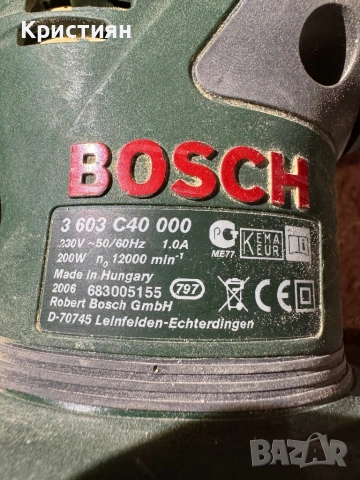 Кристиян
BOSCH
3 603 C40 000
230V ~50/60Hz 1.0A
200W n₀ 12000 min⁻¹
Made in Hungary
2006 683005155 797
Robert Bosch GmbH
D-70745 Leinfelden-Echterdingen
ME77
KEMA
KEUR
CE
BAZAR